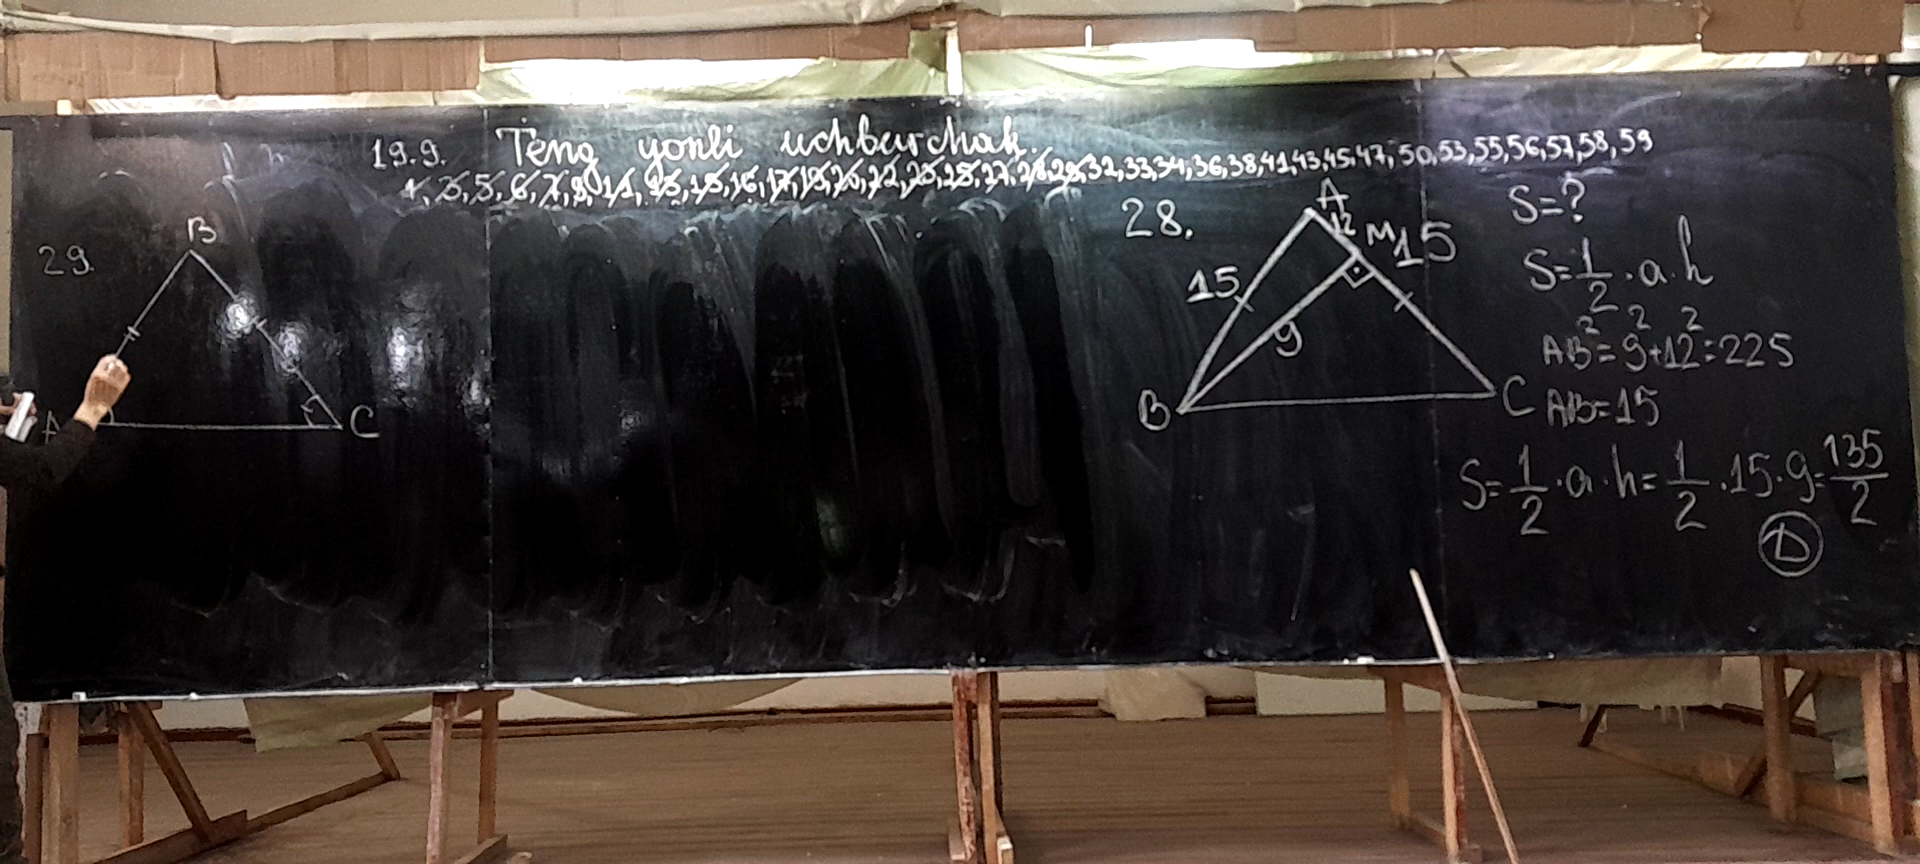 19.9. Teng yonli uchburchak.
1, 3, 5, 6, 7, 8, 11, 13, 15, 16, 17, 19, 20, 22, 23, 25, 27, 28, 29, 32, 33, 34, 36, 38, 41, 43, 45, 47, 50, 53, 55, 56, 57, 58, 59
29.
B
A
C
28.
A
12
M
15
15
9
B
C
S=?
S=1/2·a·h
AB²=9²+12²=225
AB=15
S=1/2·a·h=1/2·15·9=135/2
D